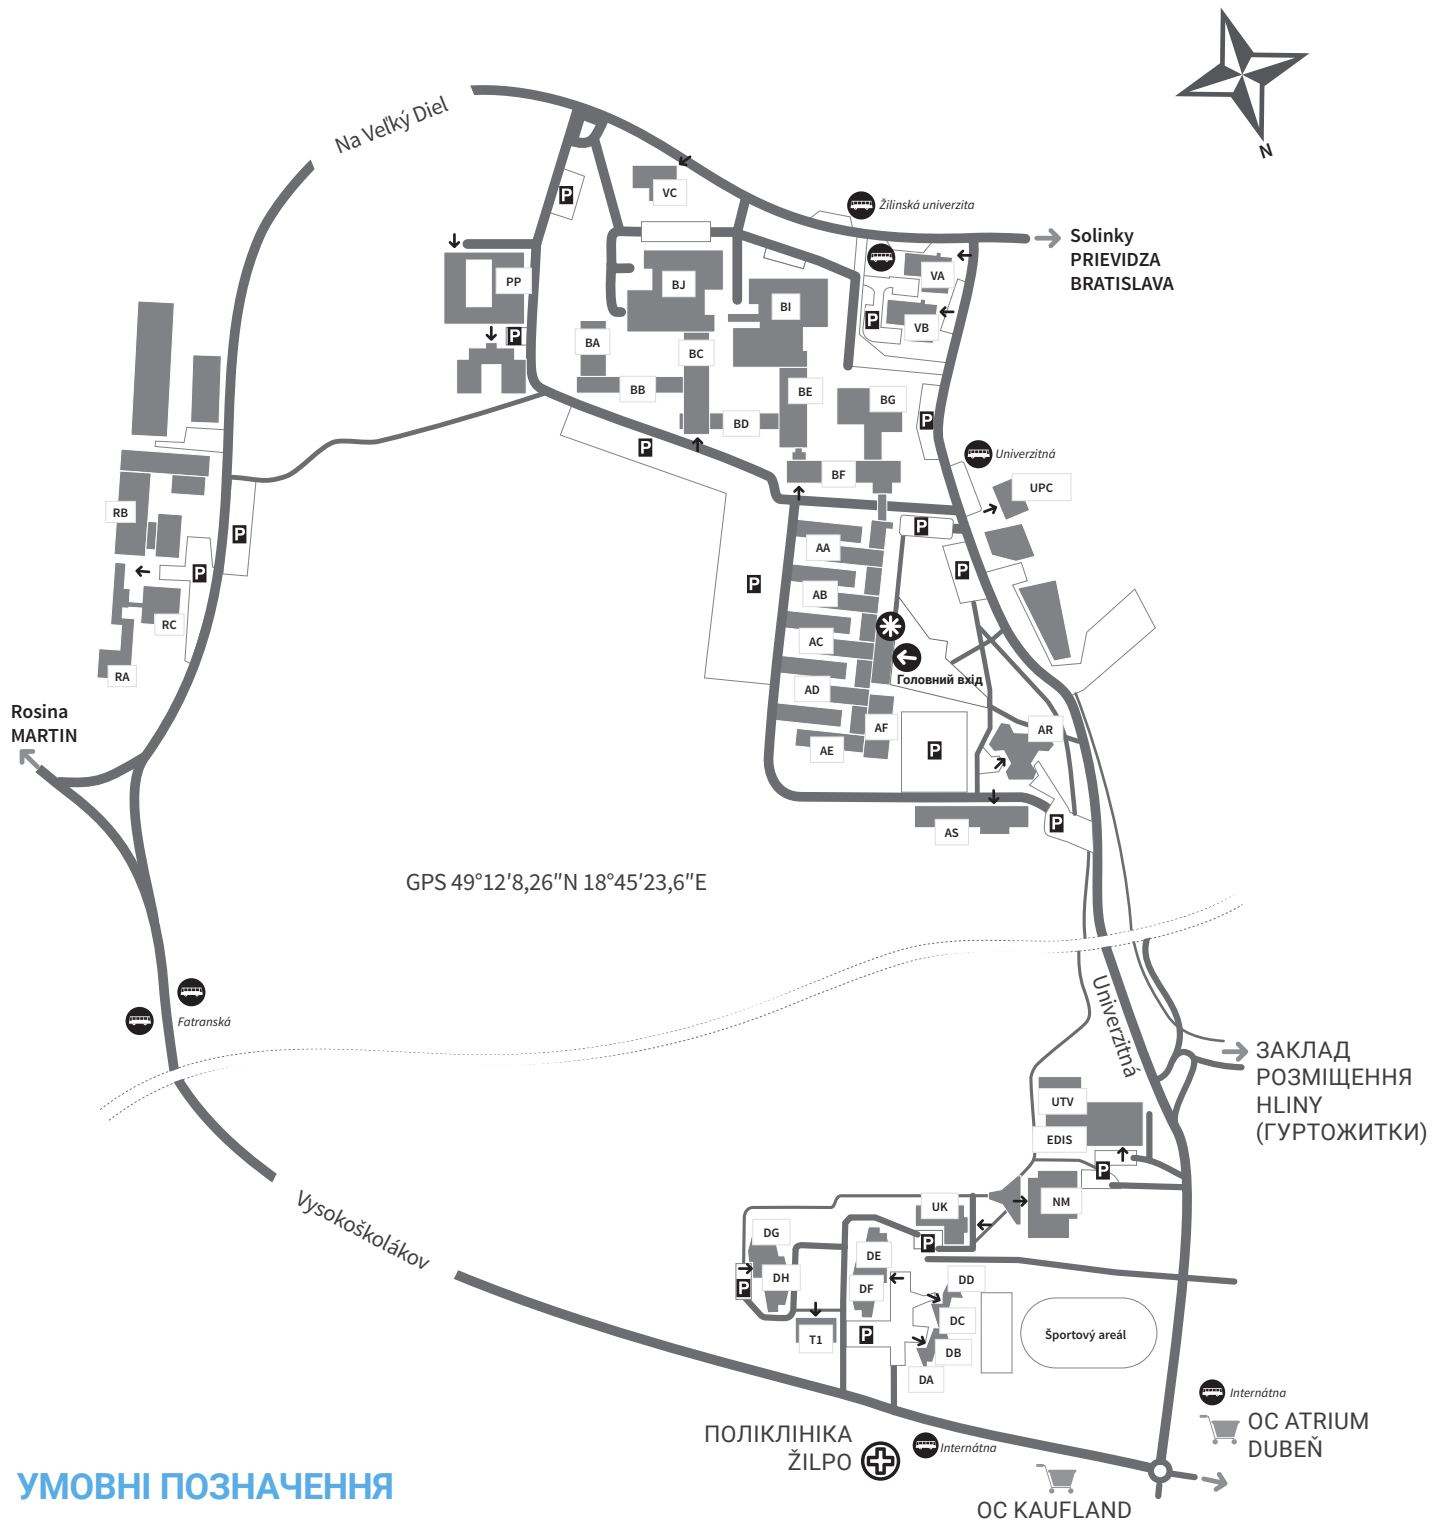 N
Na Veľký Diel
VC
P
Žilinská univerzita
Solinky
PRIEVIDZA
BRATISLAVA
PP
BJ
BI
VA
P
VB
P
BA
BC
BB
BE
BG
BD
P
P
Univerzitná
BF
UPC
RB
P
P
AA
P
P
P
AB
RC
AC
Головний вхід
RA
AD
Rosina
MARTIN
AF
AR
AE
P
AS
P
GPS 49°12′8,26″N 18°45′23,6″E
Fatranská
Univerzitná
ЗАКЛАД
РОЗМІЩЕННЯ
HLINY
(ГУРТОЖИТКИ)
UTV
EDIS
P
NM
UK
Vysokoškolákov
DG
P
DE
DH
P
DF
DD
DC
T1
P
DB
DA
Športový areál
Internátna
OC ATRIUM
DUBEŇ
ПОЛІКЛІНІКА
ŽILPO
Internátna
OC KAUFLAND
УМОВНІ ПОЗНАЧЕННЯ